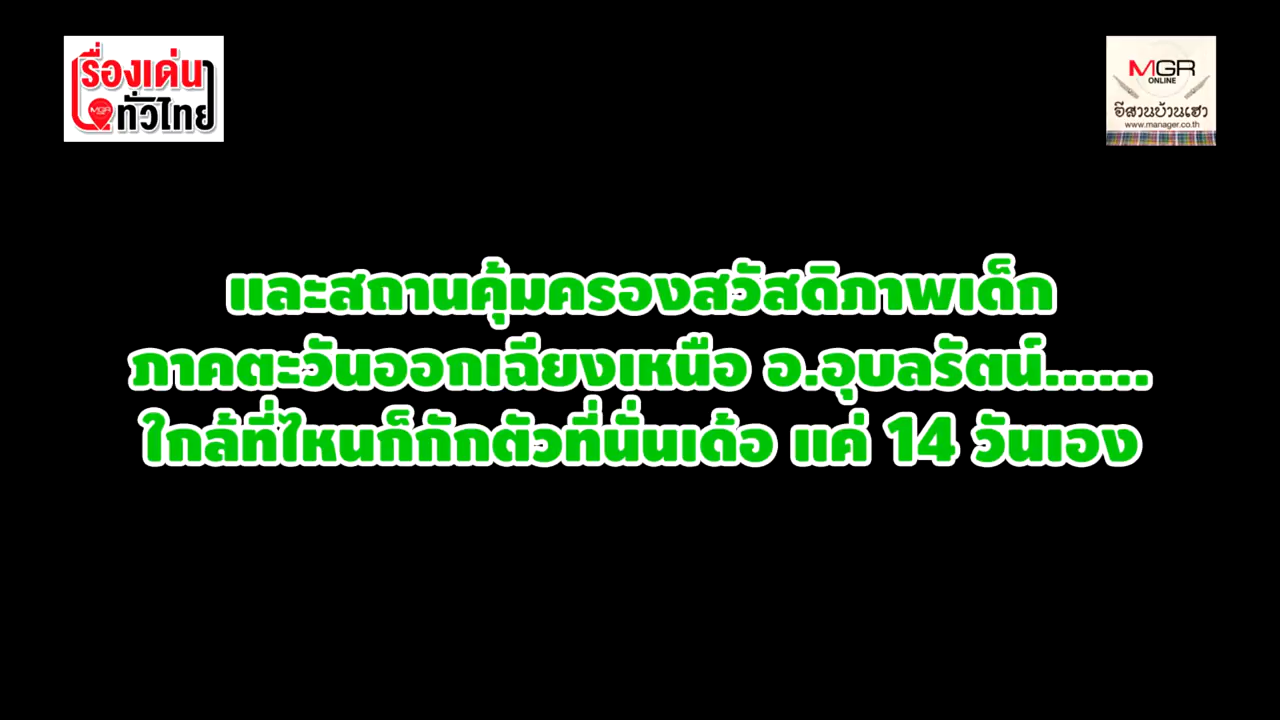 เรื่องเด่น
MGR
ทั่วไทย
MGR
ONLINE
อีสานบ้านเฮา
www.manager.co.th
และสถานคุ้มครองสวัสดิภาพเด็ก
ภาคตะวันออกเฉียงเหนือ อ.อุบลรัตน์......
ใกล้ที่ไหนก็กักตัวที่นั่นเด้อ แค่ 14 วันเอง